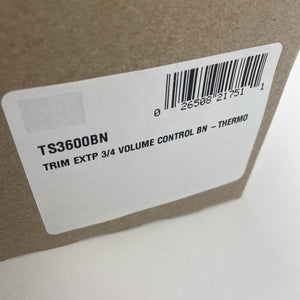 0 26508 21751 1
TS3600BN
TRIM EXTP 3/4 VOLUME CONTROL BN - THERMO